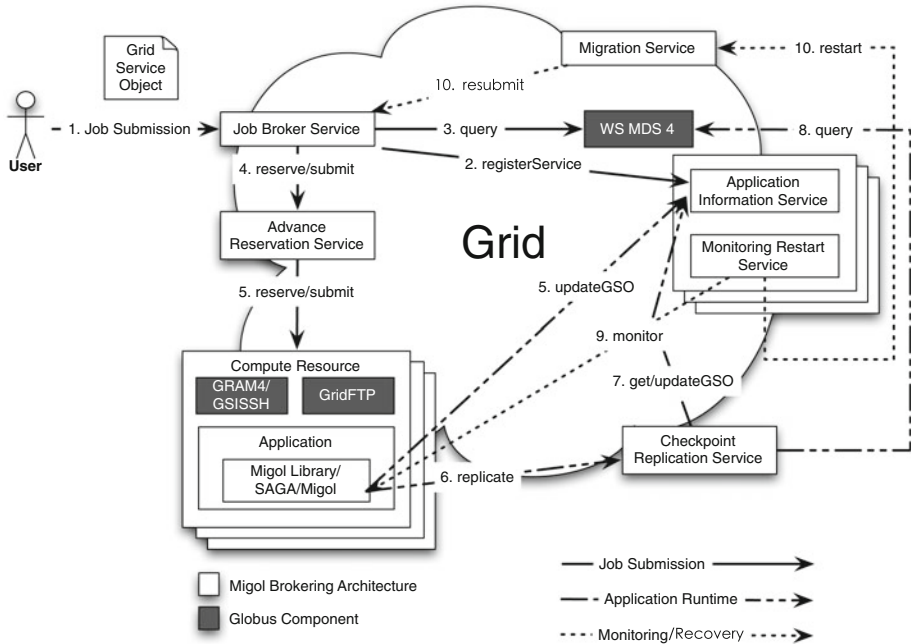 Grid
Service
Object
Migration Service
10. restart
10. resubmit
User
1. Job Submission
Job Broker Service
3. query
WS MDS 4
8. query
2. registerService
4. reserve/submit
Application
Information Service
Advance
Reservation Service
Grid
Monitoring Restart
Service
5. reserve/submit
5. updateGSO
9. monitor
7. get/updateGSO
Compute Resource
GRAM4/
GSISSH
GridFTP
Application
Migol Library/
SAGA/Migol
6. replicate
Checkpoint
Replication Service
Migol Brokering Architecture
Globus Component
Job Submission
Application Runtime
Monitoring/Recovery